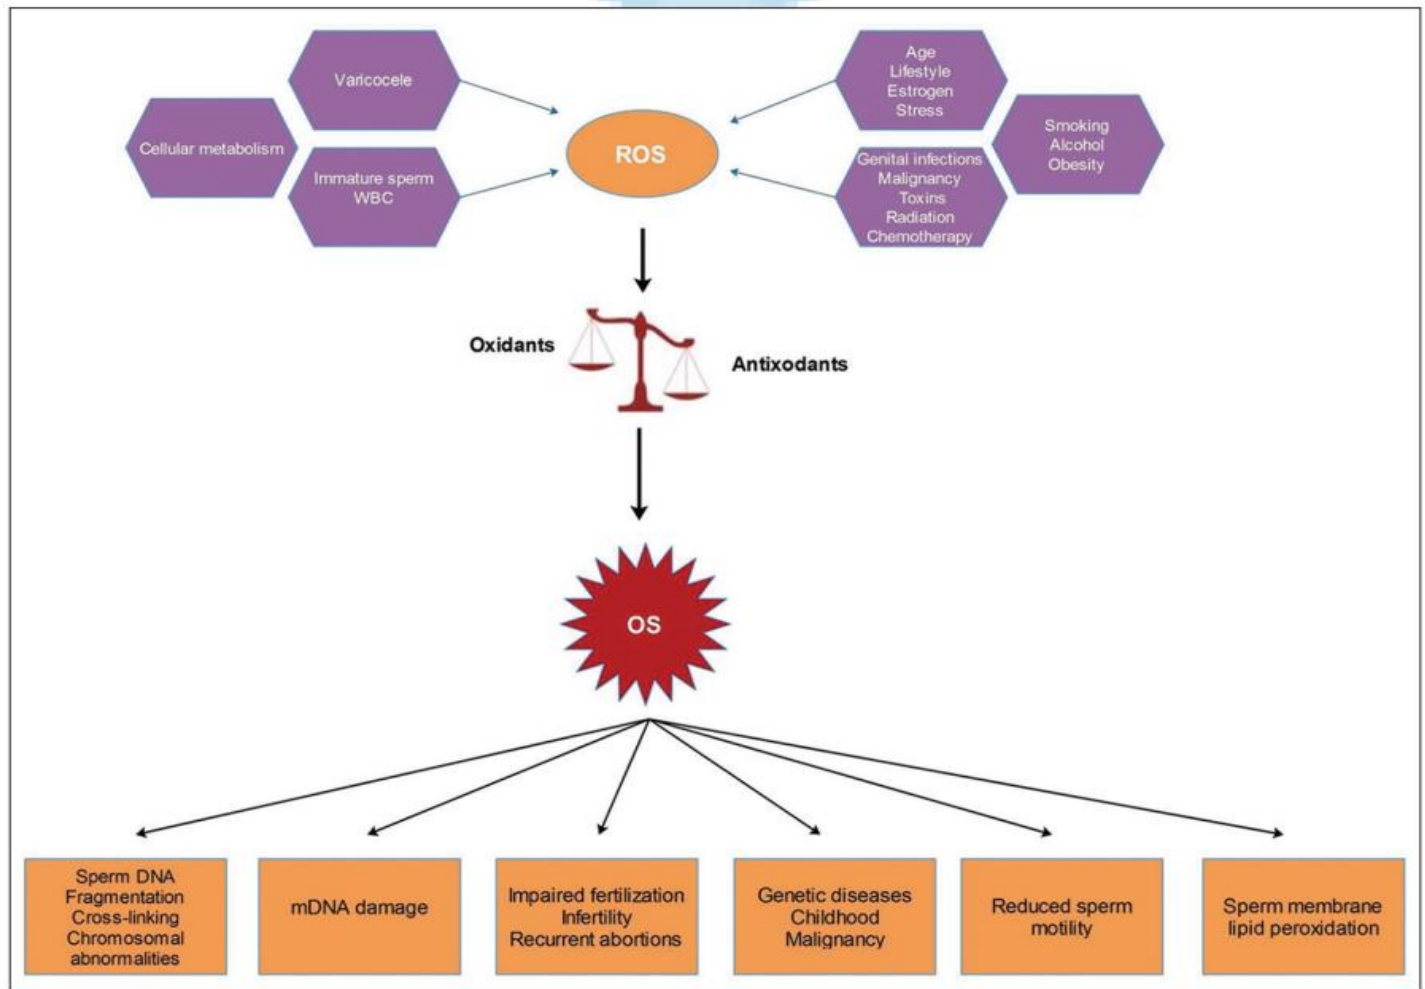 Varicocele
Cellular metabolism
Immature sperm
WBC
ROS
Age
Lifestyle
Estrogen
Stress
Smoking
Alcohol
Obesity
Genital infections
Malignancy
Toxins
Radiation
Chemotherapy
Oxidants
Antixodants
OS
Sperm DNA
Fragmentation
Cross-linking
Chromosomal
abnormalities
mDNA damage
Impaired fertilization
Infertility
Recurrent abortions
Genetic diseases
Childhood
Malignancy
Reduced sperm
motility
Sperm membrane
lipid peroxidation